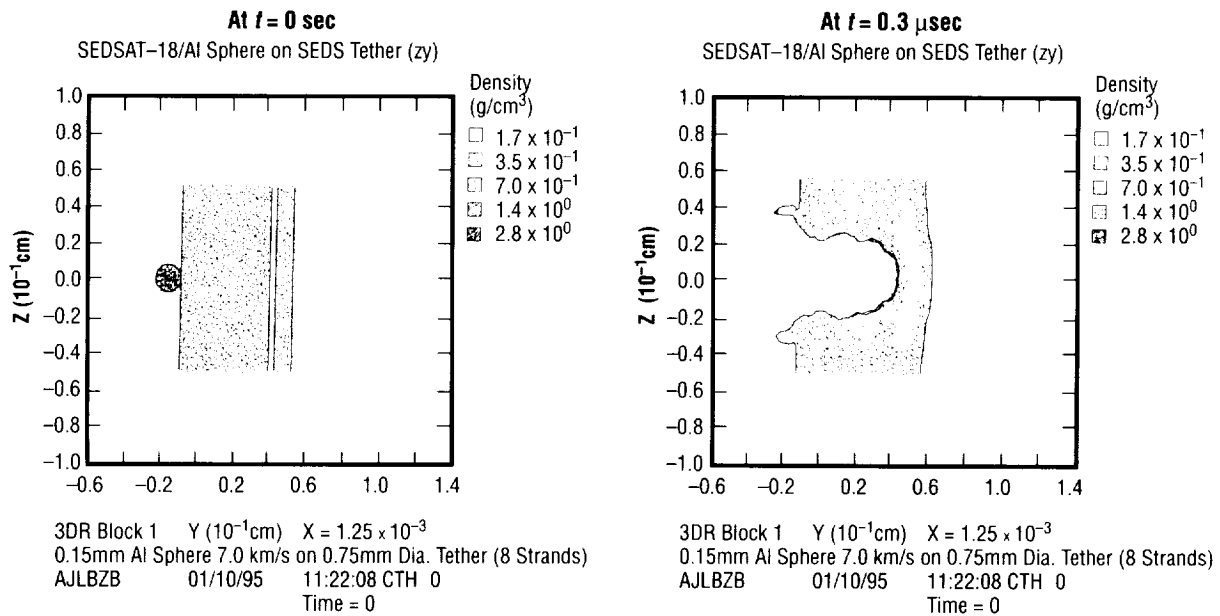 At t = 0 sec
SEDSAT–18/Al Sphere on SEDS Tether (zy)
Density
(g/cm³)
1.7 x 10⁻¹
3.5 x 10⁻¹
7.0 x 10⁻¹
1.4 x 10⁰
2.8 x 10⁰
1.0
0.8
0.6
0.4
0.2
0.0
−0.2
−0.4
−0.6
−0.8
−1.0
Z (10⁻¹cm)
−0.6 −0.2 0.2 0.6 1.0 1.4
3DR Block 1 Y (10⁻¹cm) X = 1.25 x 10⁻³
0.15mm Al Sphere 7.0 km/s on 0.75mm Dia. Tether (8 Strands)
AJLBZB 01/10/95 11:22:08 CTH 0
Time = 0
At t = 0.3 µsec
SEDSAT–18/Al Sphere on SEDS Tether (zy)
Density
(g/cm³)
1.7 x 10⁻¹
3.5 x 10⁻¹
7.0 x 10⁻¹
1.4 x 10⁰
2.8 x 10⁰
1.0
0.8
0.6
0.4
0.2
0.0
−0.2
−0.4
−0.6
−0.8
−1.0
Z (10⁻¹cm)
−0.6 −0.2 0.2 0.6 1.0 1.4
3DR Block 1 Y (10⁻¹cm) X = 1.25 x 10⁻³
0.15mm Al Sphere 7.0 km/s on 0.75mm Dia. Tether (8 Strands)
AJLBZB 01/10/95 11:22:08 CTH 0
Time = 0